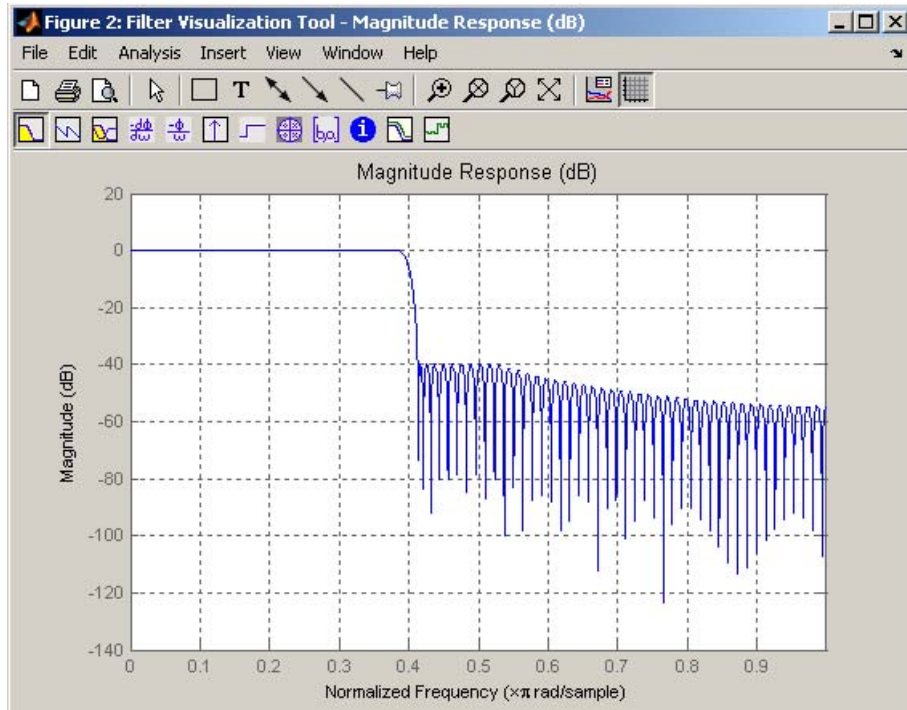 Figure 2: Filter Visualization Tool - Magnitude Response (dB)
File Edit Analysis Insert View Window Help
T
Magnitude Response (dB)
20
0
-20
-40
-60
-80
-100
-120
-140
Magnitude (dB)
0 0.1 0.2 0.3 0.4 0.5 0.6 0.7 0.8 0.9
Normalized Frequency (×π rad/sample)